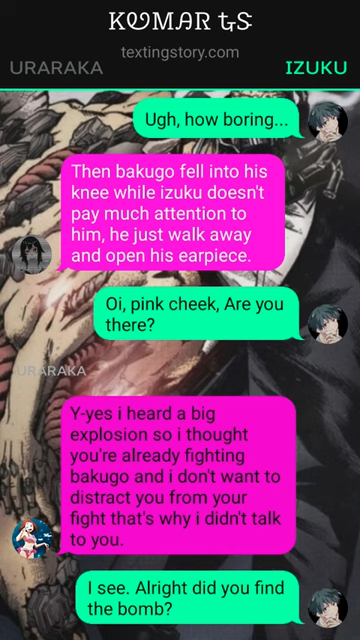 KUMAR GS
textingstory.com
URARAKA
IZUKU
Ugh, how boring...
Then bakugo fell into his
knee while izuku doesn't
pay much attention to
him, he just walk away
and open his earpiece.
Oi, pink cheek, Are you
there?
URARAKA
Y-yes i heard a big
explosion so i thought
you're already fighting
bakugo and i don't want to
distract you from your
fight that's why i didn't talk
to you.
I see. Alright did you find
the bomb?